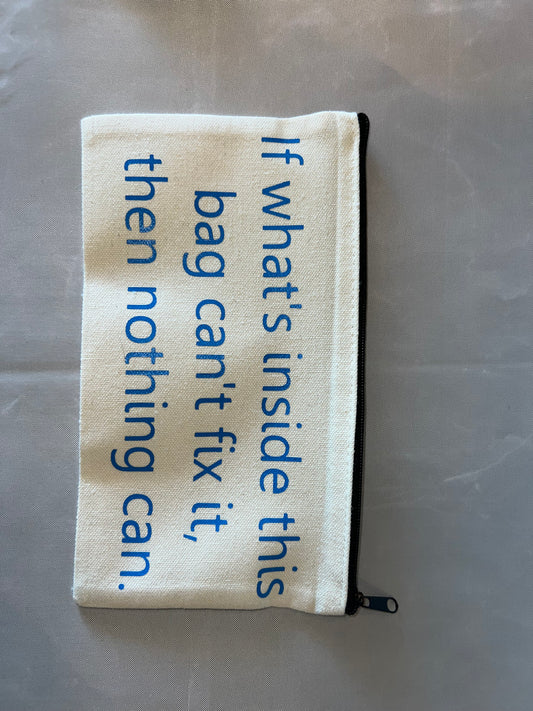 If what's inside this
bag can't fix it,
then nothing can.